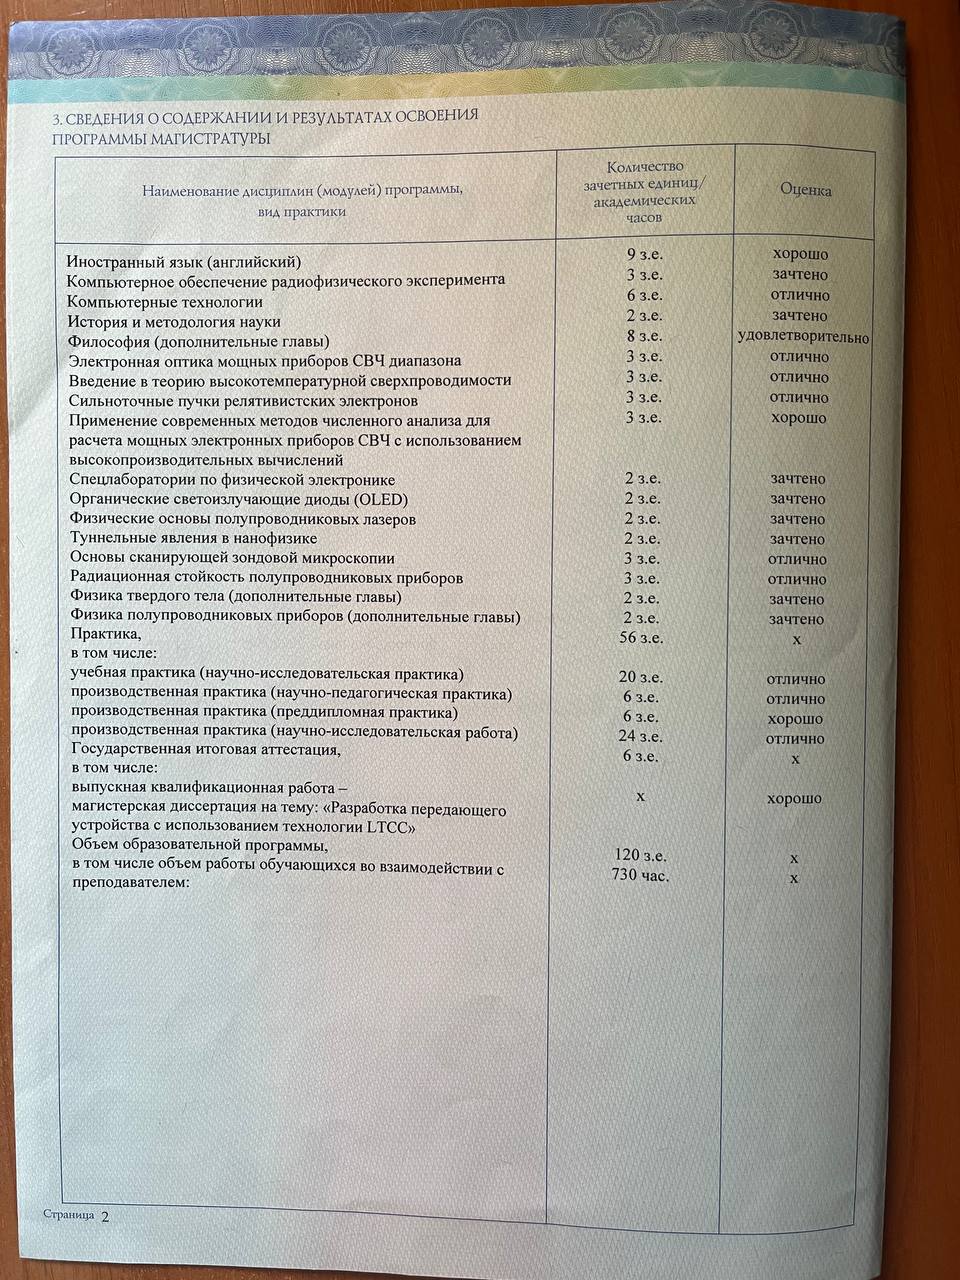 3. СВЕДЕНИЯ О СОДЕРЖАНИИ И РЕЗУЛЬТАТАХ ОСВОЕНИЯ
ПРОГРАММЫ МАГИСТРАТУРЫ
Наименование дисциплин (модулей) программы,
вид практики
Количество
зачетных единиц/
академических
часов
Оценка
Иностранный язык (английский) 9 з.е. хорошо
Компьютерное обеспечение радиофизического эксперимента 3 з.е. зачтено
Компьютерные технологии 6 з.е. отлично
История и методология науки 2 з.е. зачтено
Философия (дополнительные главы) 8 з.е. удовлетворительно
Электронная оптика мощных приборов СВЧ диапазона 3 з.е. отлично
Введение в теорию высокотемпературной сверхпроводимости 3 з.е. отлично
Сильноточные пучки релятивистских электронов 3 з.е. отлично
Применение современных методов численного анализа для 3 з.е. хорошо
расчета мощных электронных приборов СВЧ с использованием
высокопроизводительных вычислений
Спецлаборатории по физической электронике 2 з.е. зачтено
Органические светоизлучающие диоды (OLED) 2 з.е. зачтено
Физические основы полупроводниковых лазеров 2 з.е. зачтено
Туннельные явления в нанофизике 2 з.е. зачтено
Основы сканирующей зондовой микроскопии 3 з.е. отлично
Радиационная стойкость полупроводниковых приборов 3 з.е. отлично
Физика твердого тела (дополнительные главы) 2 з.е. зачтено
Физика полупроводниковых приборов (дополнительные главы) 2 з.е. зачтено
Практика, 56 з.е. х
в том числе:
учебная практика (научно-исследовательская практика) 20 з.е. отлично
производственная практика (научно-педагогическая практика) 6 з.е. отлично
производственная практика (преддипломная практика) 6 з.е. хорошо
производственная практика (научно-исследовательская работа) 24 з.е. отлично
Государственная итоговая аттестация, 6 з.е. х
в том числе:
выпускная квалификационная работа –
магистерская диссертация на тему: «Разработка передающего х хорошо
устройства с использованием технологии LTCC»
Объем образовательной программы, 120 з.е. х
в том числе объем работы обучающихся во взаимодействии с 730 час. х
преподавателем:
Страница 2